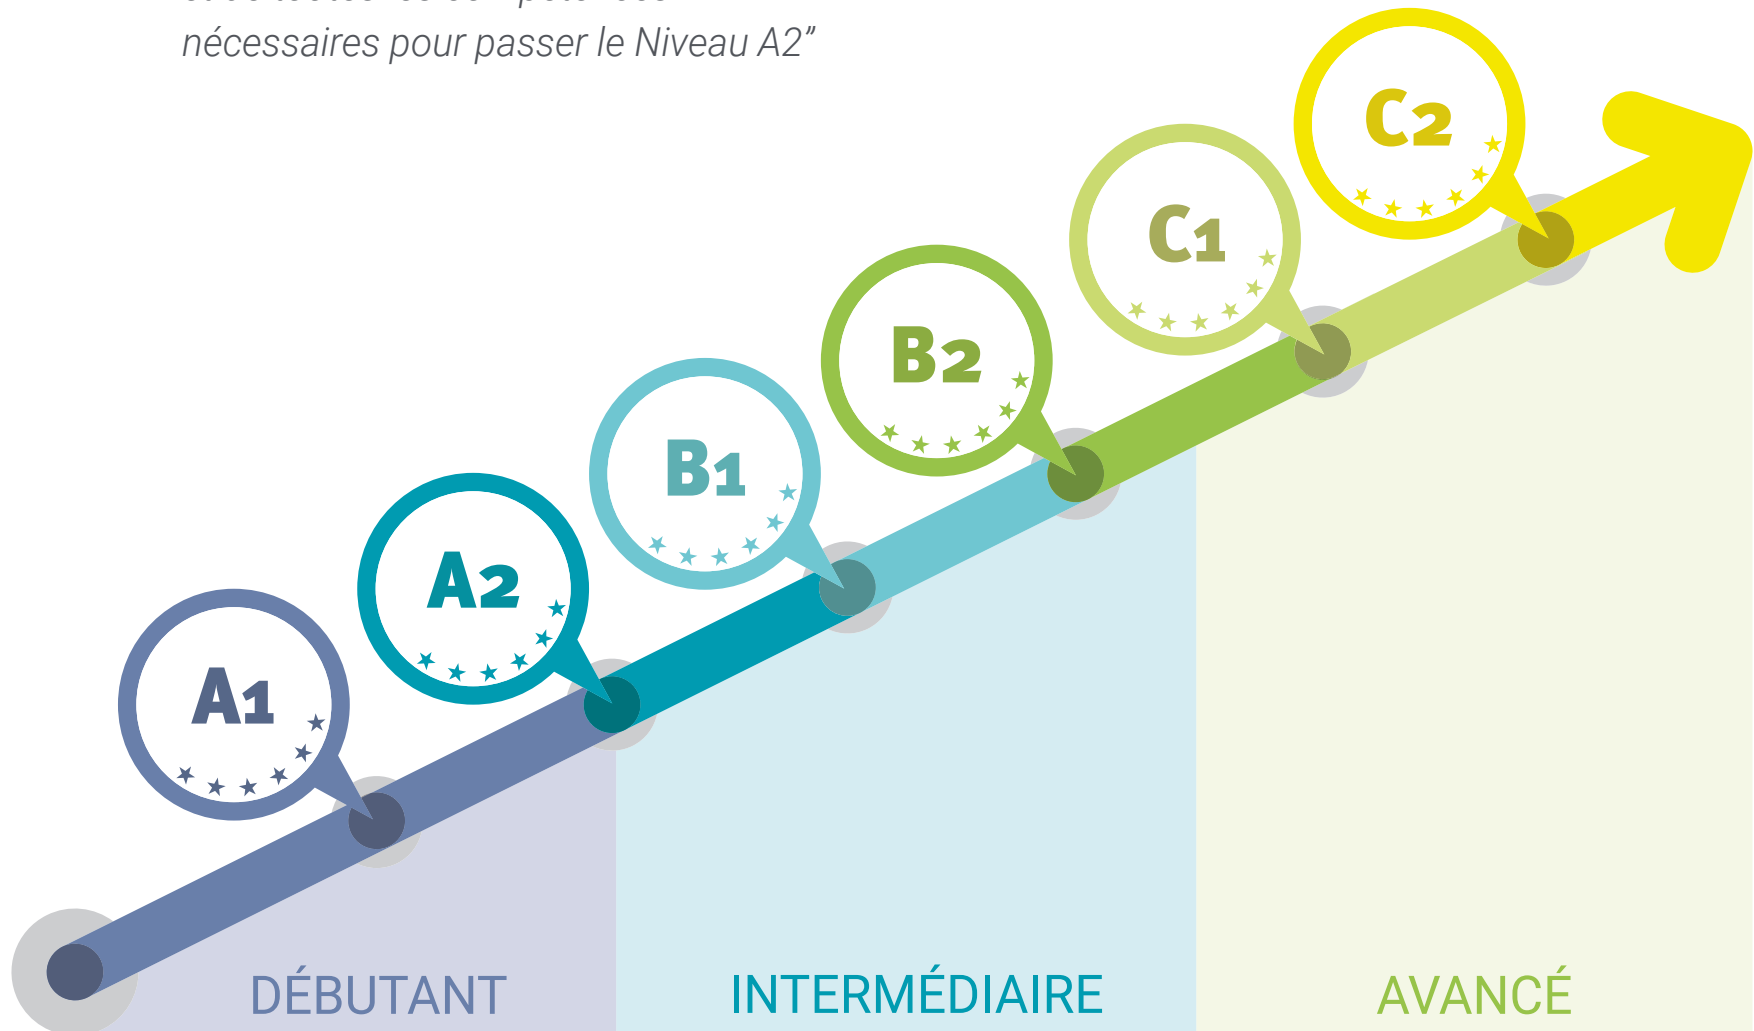 nécessaires pour passer le Niveau A2”
C2
C1
B2
B1
A2
A1
DÉBUTANT
INTERMÉDIAIRE
AVANCÉ